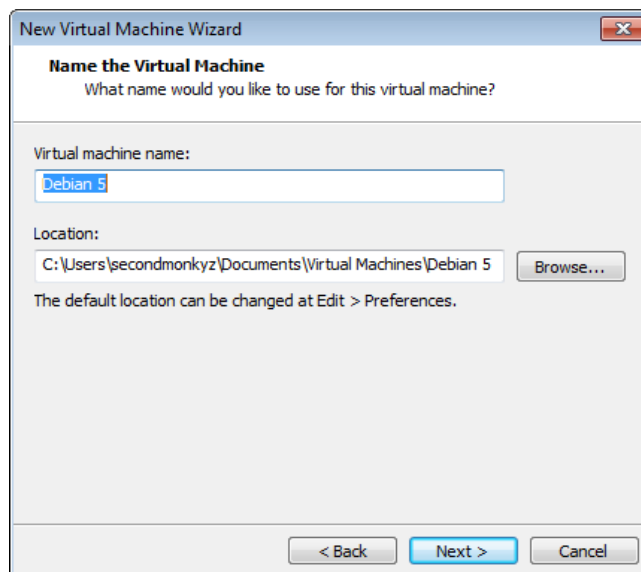 New Virtual Machine Wizard
Name the Virtual Machine
What name would you like to use for this virtual machine?
Virtual machine name:
Debian 5
Location:
C:\Users\secondmonkyz\Documents\Virtual Machines\Debian 5
Browse...
The default location can be changed at Edit > Preferences.
< Back
Next >
Cancel